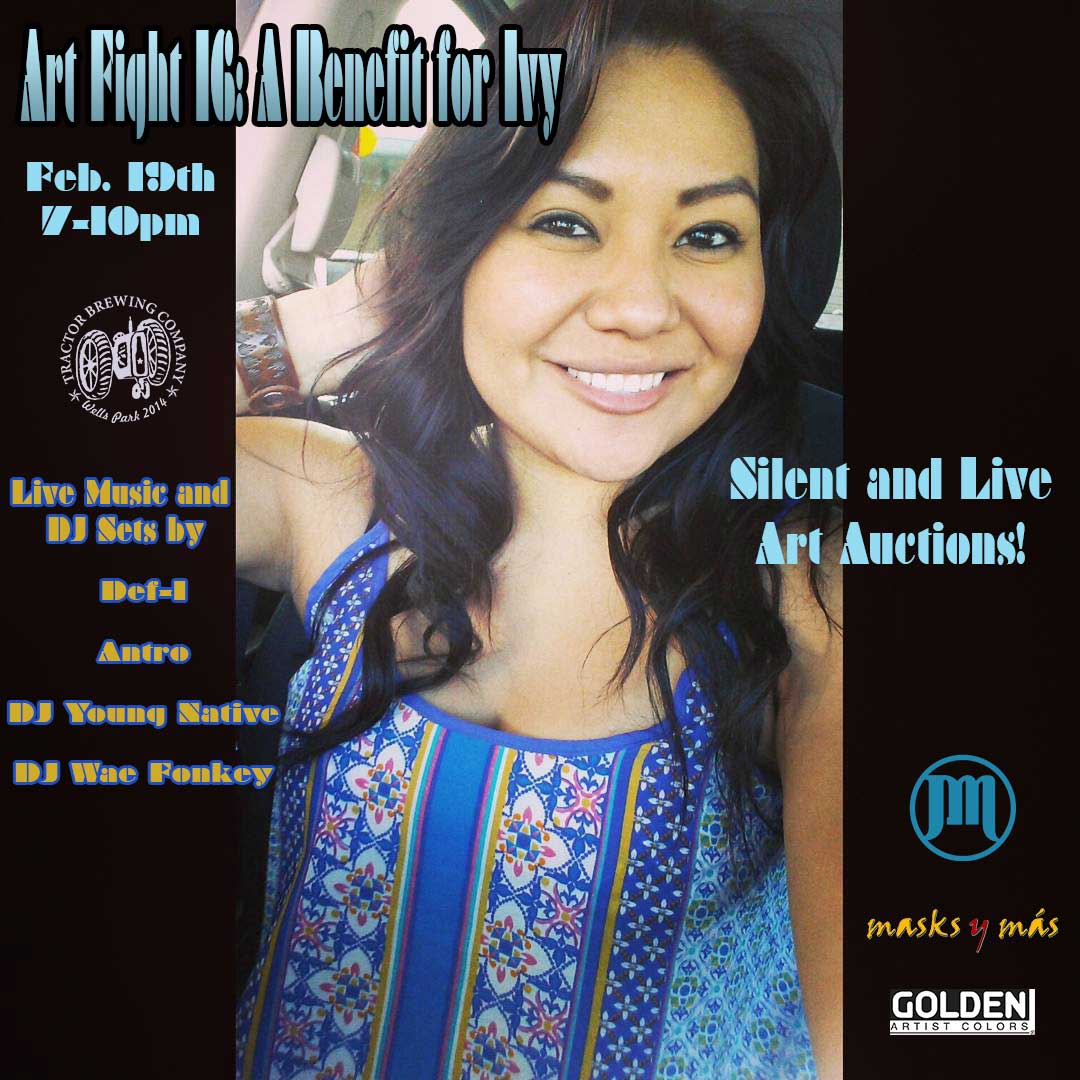 Art Fight 16: A Benefit for Ivy
Feb. 19th
7-10pm
TRACTOR BREWING COMPANY
Wells Park 2014
Live Music and
DJ Sets by
Def-I
Antro
DJ Young Native
DJ Wae Fonkey
Silent and Live
Art Auctions!
masks y más
GOLDEN
ARTIST COLORS